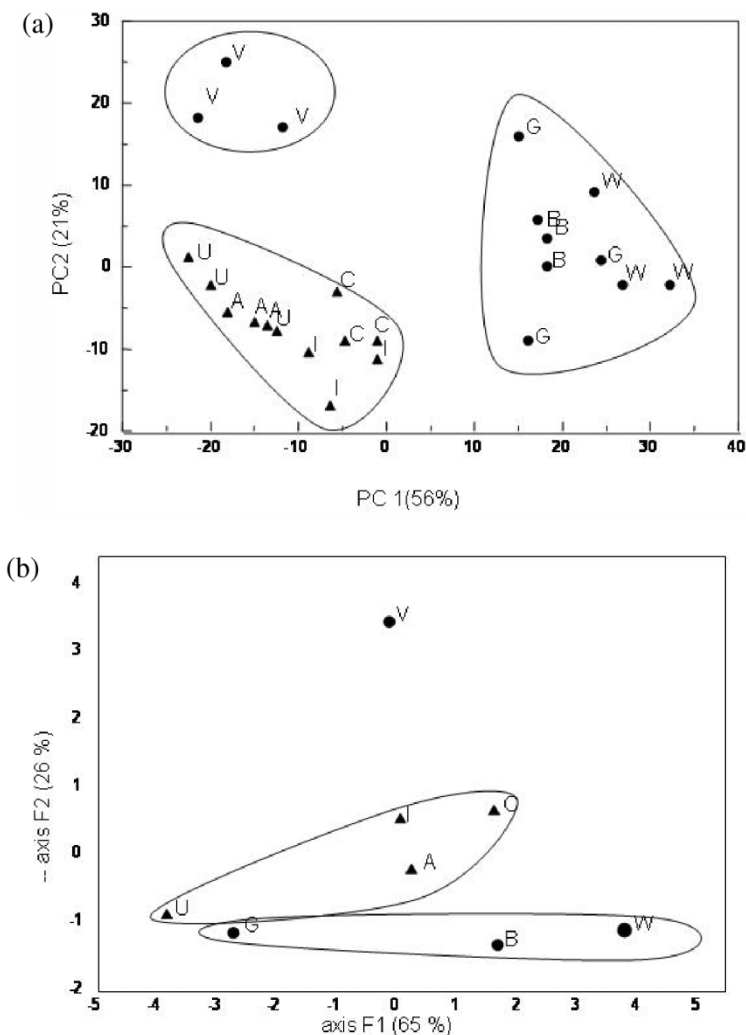 (a)
30
20
10
0
-10
-20
PC2 (21%)
V
V
V
G
W
B
B
B
G
W
W
G
U
U
A
A
A
U
C
C
C
I
I
I
-30
-20
-10
0
10
20
30
40
PC 1(56%)
(b)
4
3
2
1
0
-1
-2
-- axis F2 (26 %)
V
I
C
A
U
G
B
W
-5
-4
-3
-2
-1
0
1
2
3
4
5
axis F1 (65 %)